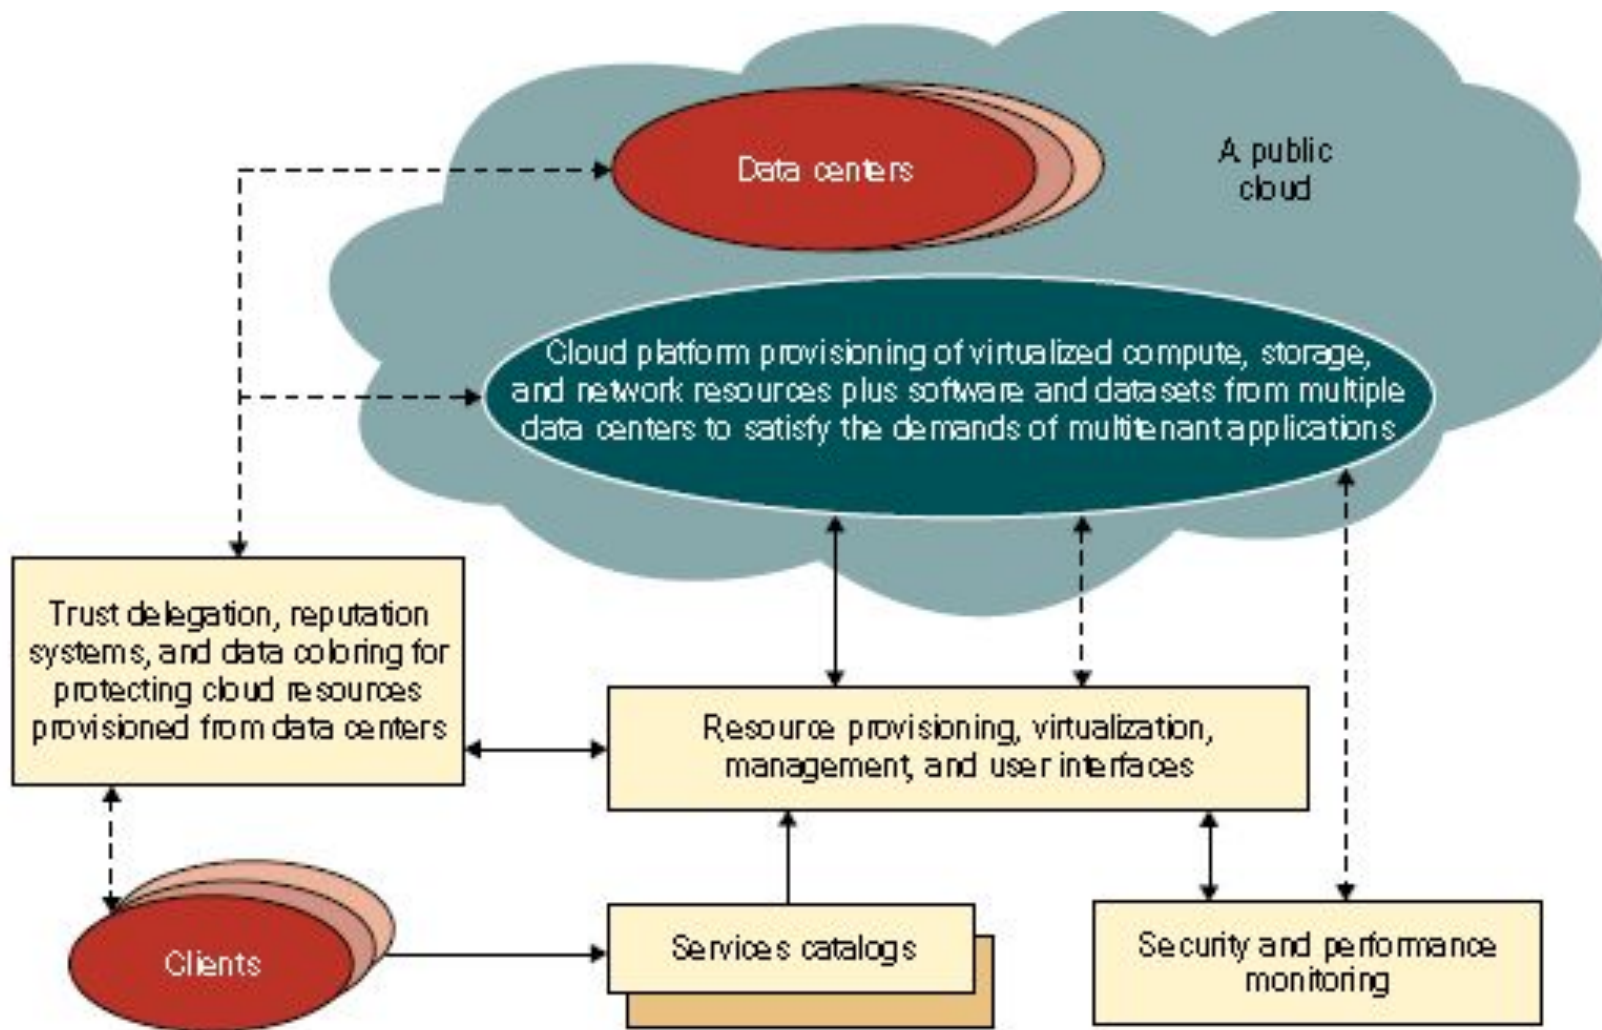 Data centers
A public
cloud
Cloud platform provisioning of virtualized compute, storage,
and network resources plus software and datasets from multiple
data centers to satisfy the demands of multitenant applications
Trust delegation, reputation
systems, and data coloring for
protecting cloud resources
provisioned from data centers
Resource provisioning, virtualization,
management, and user interfaces
Clients
Services catalogs
Security and performance
monitoring